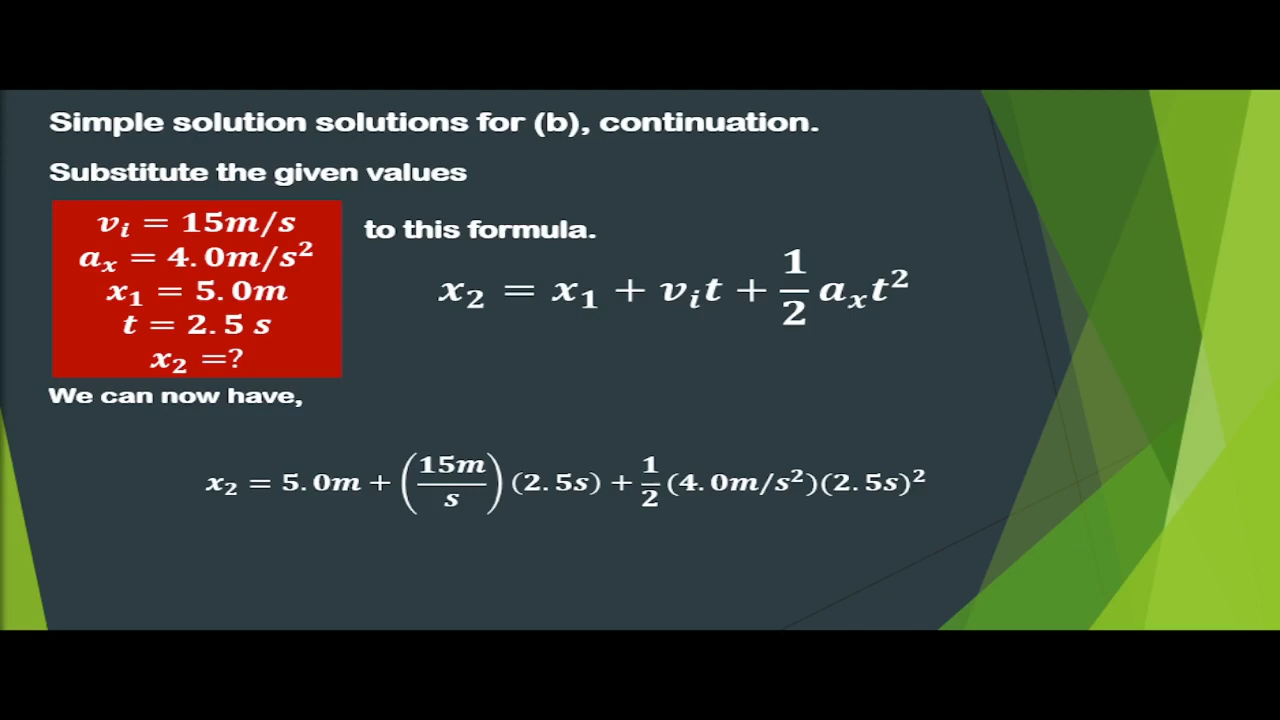 Simple solution solutions for (b), continuation.
Substitute the given values
vᵢ = 15m/s
aₓ = 4.0m/s²
x₁ = 5.0m
t = 2.5 s
x₂ =?
to this formula.
x₂ = x₁ + vᵢt + 1/2 aₓt²
We can now have,
x₂ = 5.0m + (15m/s)(2.5s) + 1/2 (4.0m/s²)(2.5s)²